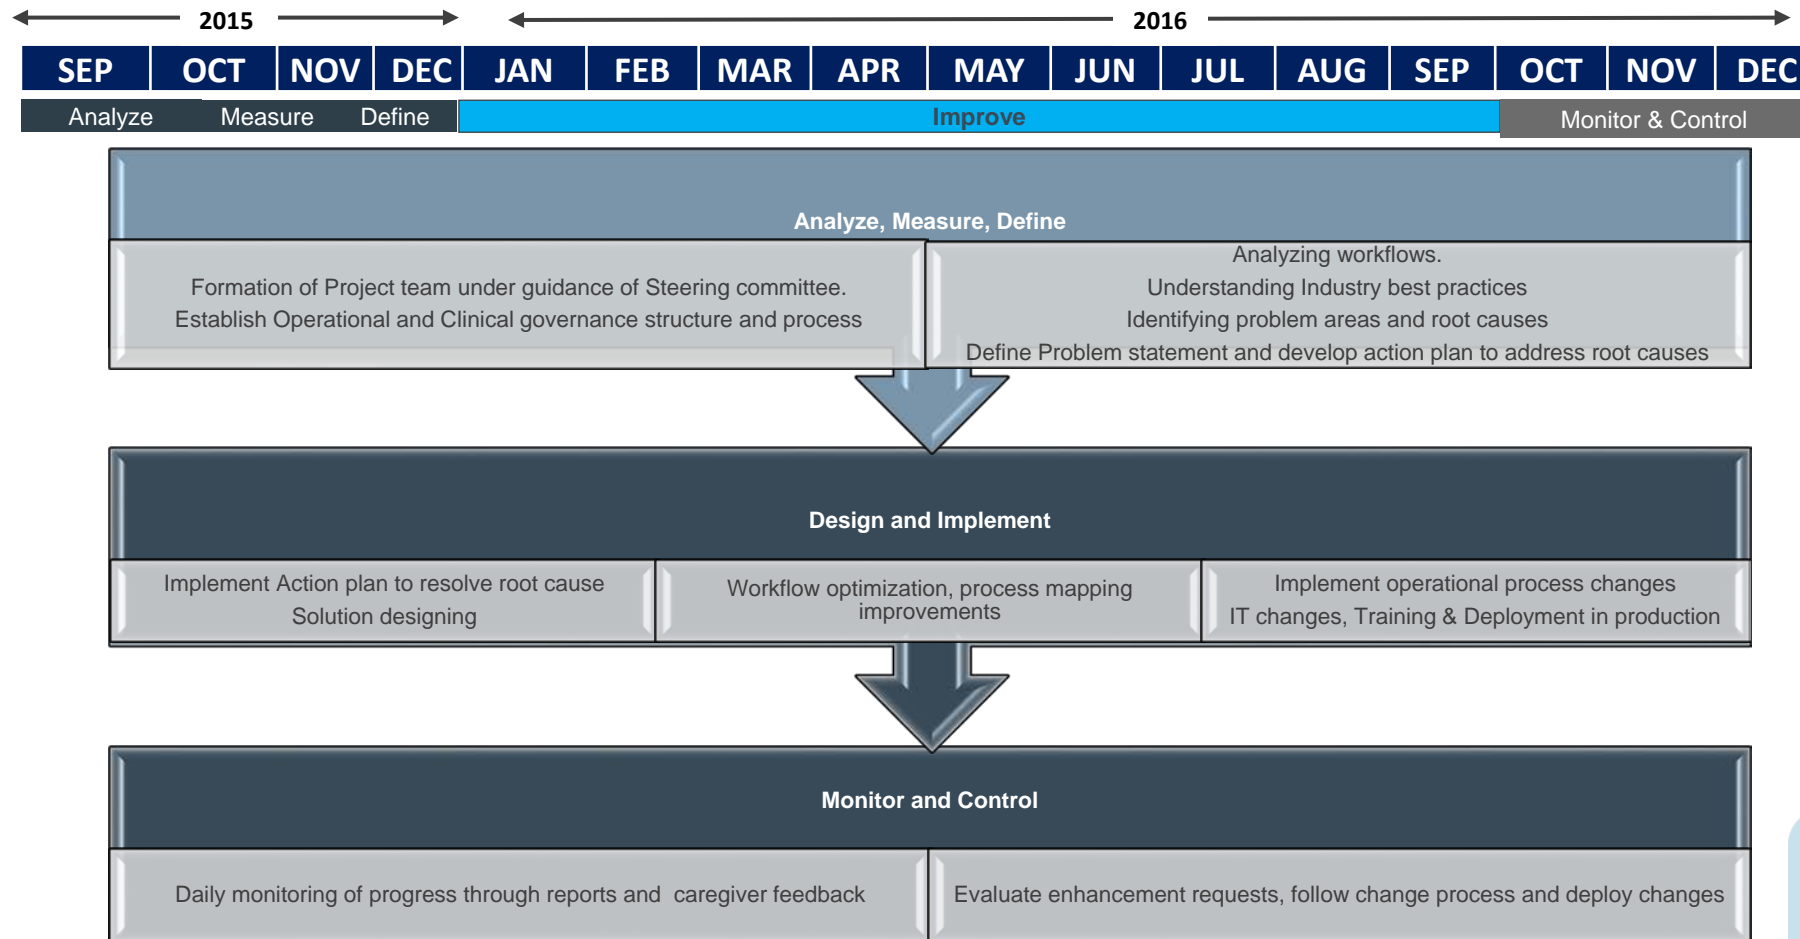 2015
2016
SEP OCT NOV DEC JAN FEB MAR APR MAY JUN JUL AUG SEP OCT NOV DEC
Analyze Measure Define Improve Monitor & Control
Analyze, Measure, Define
Formation of Project team under guidance of Steering committee.
Establish Operational and Clinical governance structure and process
Analyzing workflows.
Understanding Industry best practices
Identifying problem areas and root causes
Define Problem statement and develop action plan to address root causes
Design and Implement
Implement Action plan to resolve root cause
Solution designing
Workflow optimization, process mapping
improvements
Implement operational process changes
IT changes, Training & Deployment in production
Monitor and Control
Daily monitoring of progress through reports and caregiver feedback
Evaluate enhancement requests, follow change process and deploy changes